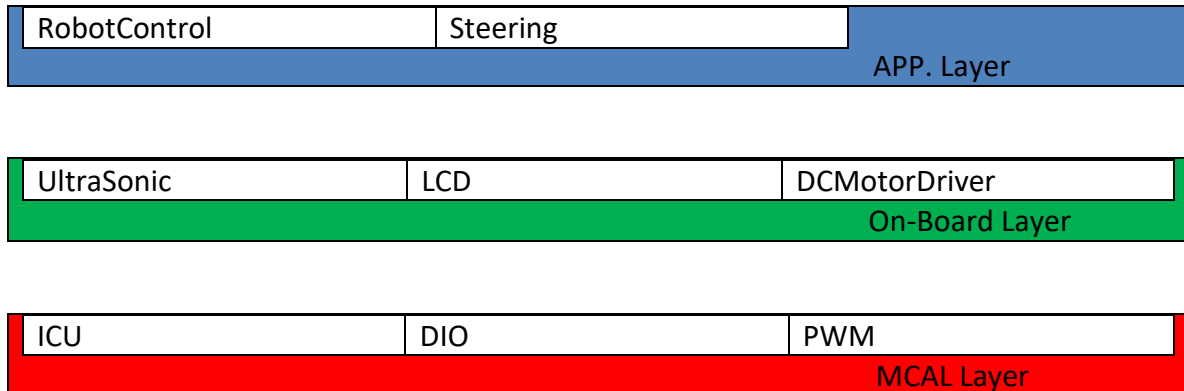 RobotControl Steering
APP. Layer
UltraSonic LCD DCMotorDriver
On-Board Layer
ICU DIO PWM
MCAL Layer